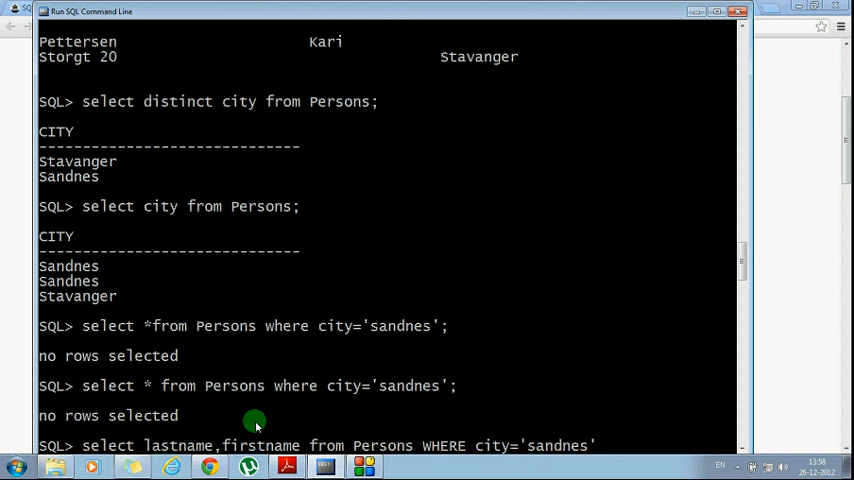 SQ
Run SQL Command Line
Pettersen Kari
Storgt 20 Stavanger
SQL> select distinct city from Persons;
CITY
------------------------------
Stavanger
Sandnes
SQL> select city from Persons;
CITY
------------------------------
Sandnes
Sandnes
Stavanger
SQL> select *from Persons where city='sandnes';
no rows selected
SQL> select * from Persons where city='sandnes';
no rows selected
SQL> select lastname,firstname from Persons WHERE city='sandnes'
EN
13:58
26-12-2012